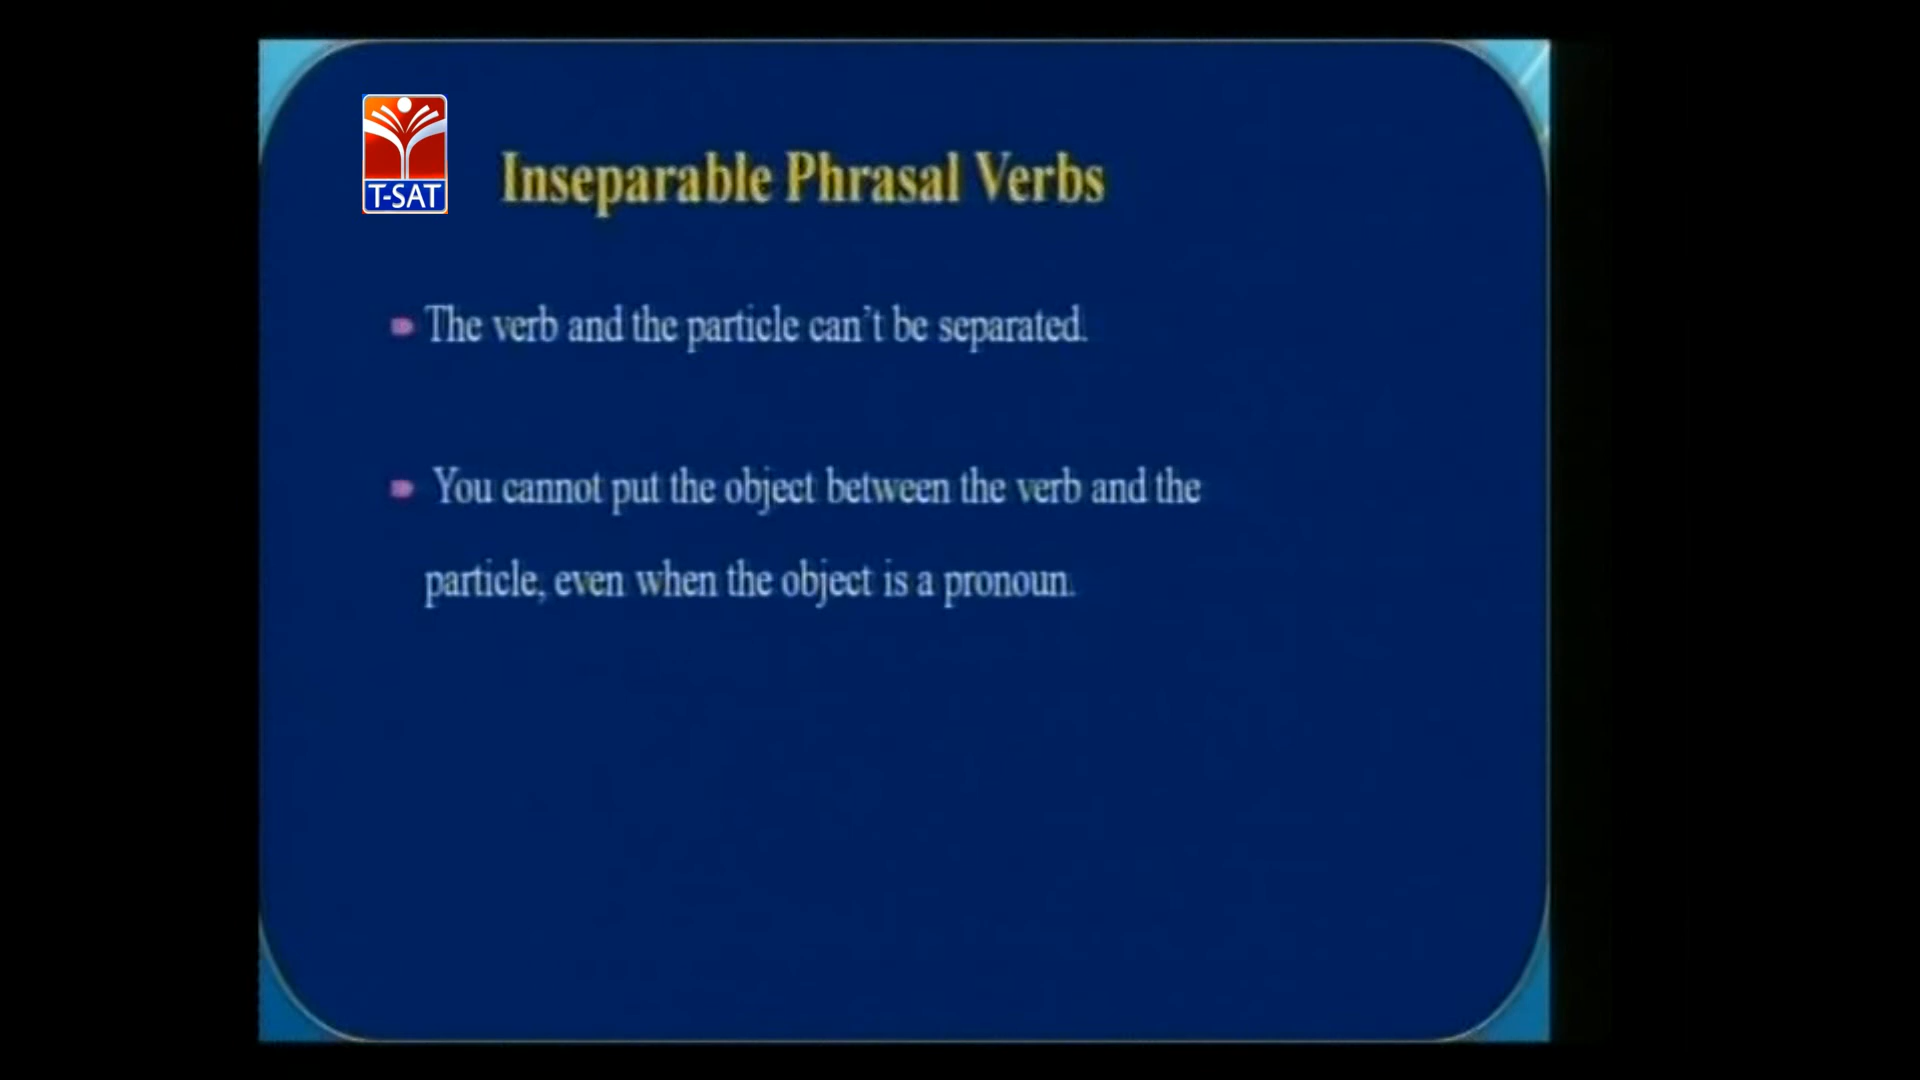 T-SAT
Inseparable Phrasal Verbs
The verb and the particle can't be separated.
You cannot put the object between the verb and the
particle, even when the object is a pronoun.